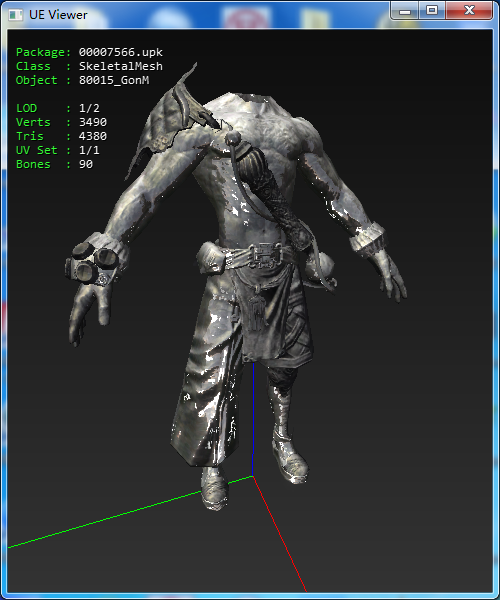 UE Viewer
Package: 00007566.upk
Class : SkeletalMesh
Object : 80015_GonM
LOD : 1/2
Verts : 3490
Tris : 4380
UV Set : 1/1
Bones : 90